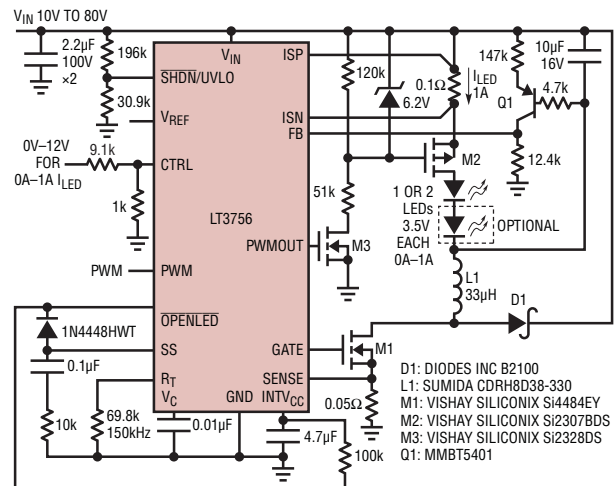 VIN 10V TO 80V
2.2µF
100V
×2
196k
30.9k
VIN
SHDN/UVLO
VREF
CTRL
0V–12V
FOR
0A–1A ILED
9.1k
1k
LT3756
ISP
ISN
FB
120k
6.2V
0.1Ω
ILED
1A
147k
Q1
10µF
16V
4.7k
12.4k
M2
51k
1 OR 2
LEDs
3.5V
EACH
0A–1A
OPTIONAL
PWMOUT
M3
PWM
PWM
L1
33µH
D1
OPENLED
1N4448HWT
SS
GATE
M1
0.1µF
RT
SENSE
VC
GND
INTVCC
0.05Ω
10k
69.8k
150kHz
0.01µF
4.7µF
100k
D1: DIODES INC B2100
L1: SUMIDA CDRH8D38-330
M1: VISHAY SILICONIX Si4484EY
M2: VISHAY SILICONIX Si2307BDS
M3: VISHAY SILICONIX Si2328DS
Q1: MMBT5401